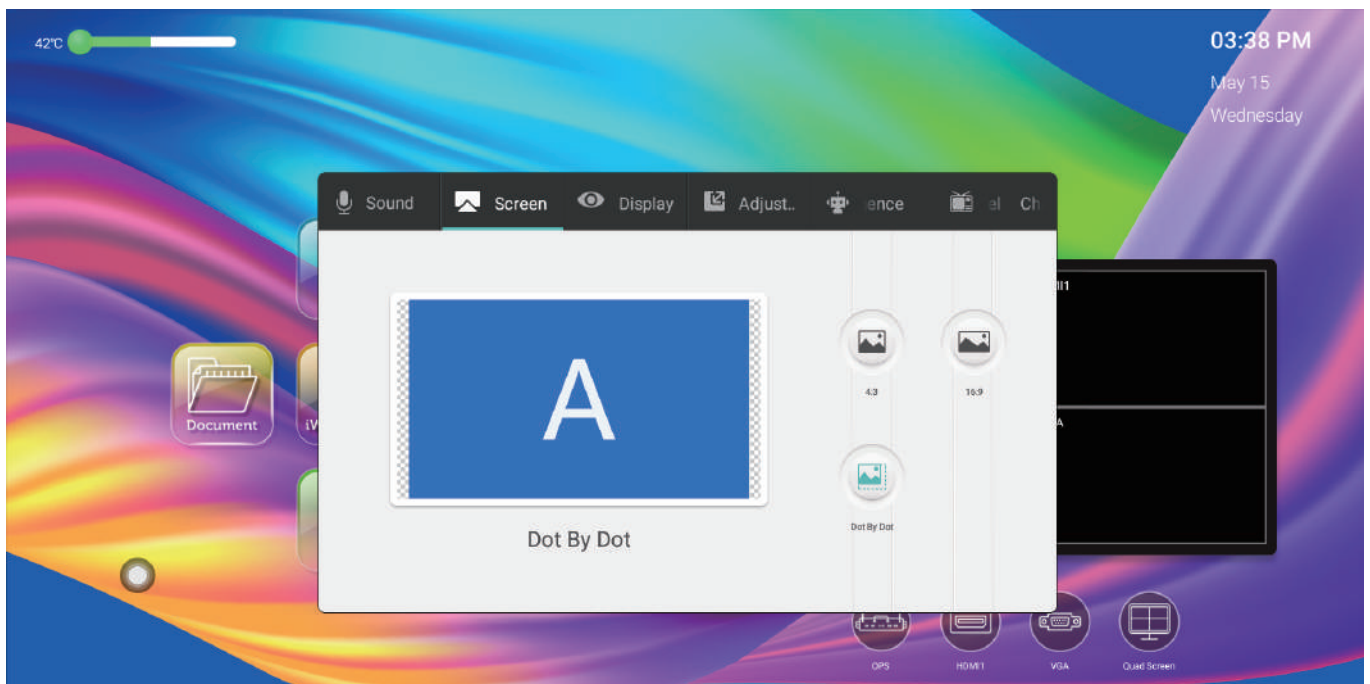 42°C
03:38 PM
May 15
Wednesday
Sound
Screen
Display
Adjust..
ence
el
Ch
A
Dot By Dot
4:3
16:9
Dot By Dot
Document
OPS
HDMI1
VGA
Quad Screen